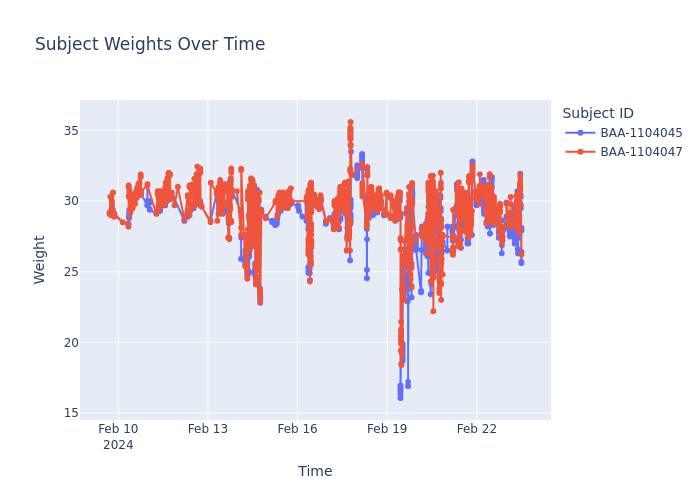 Subject Weights Over Time
Subject ID
BAA-1104045
BAA-1104047
Weight
35
30
25
20
15
Feb 10
2024
Feb 13
Feb 16
Feb 19
Feb 22
Time